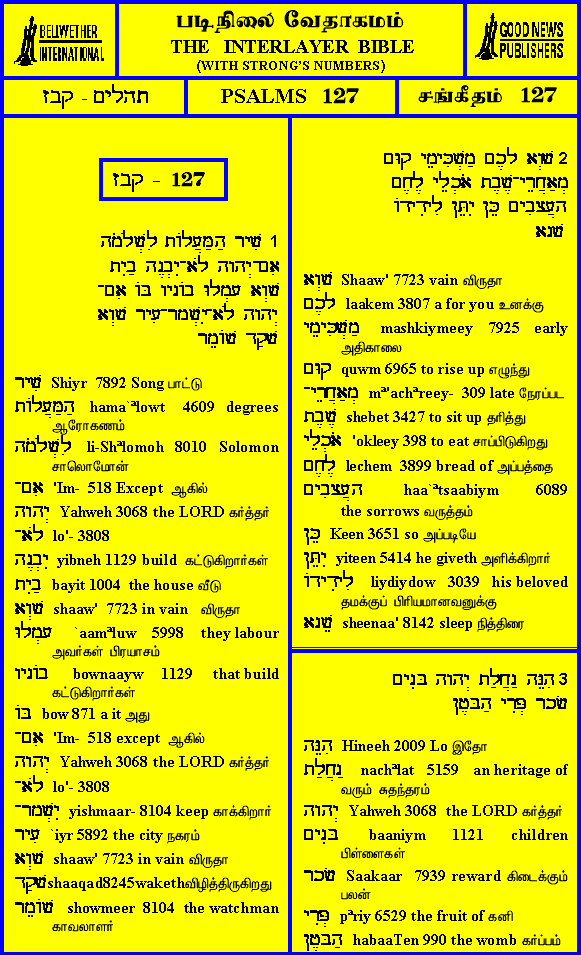 BELLWETHER
INTERNATIONAL
படிநிலை வேதாகமம்
THE INTERLAYER BIBLE
(WITH STRONG'S NUMBERS)
GOOD NEWS
PUBLISHERS
תהלים - קבז
PSALMS 127
சங்கீதம் 127
קבז - 127
1 שִׁיר הַמַּעֲלוֹת לִשְׁלֹמֹה
אִם־יְהוָה לֹא־יִבְנֶה בַיִת
שָׁוְא עָמְלוּ בוֹנָיו בּוֹ אִם־
יְהוָה לֹא־יִשְׁמָר־עִיר שָׁוְא
שָׁקַד שׁוֹמֵר
שִׁיר Shiyr 7892 Song பாட்டு
הַמַּעֲלוֹת hama`ªlowt 4609 degrees
ஆரோகணம்
לִשְׁלֹמֹה li-Shªlomoh 8010 Solomon
சாலொமோன்
אִם־ 'Im- 518 Except ஆகில்
יְהוָה Yahweh 3068 the LORD கர்த்தர்
לֹא־ lo'- 3808
יִבְנֶה yibneh 1129 build கட்டுகிறார்கள்
בַיִת bayit 1004 the house வீடு
שָׁוְא shaaw' 7723 in vain விருதா
עָמְלוּ `aamªluw 5998 they labour
அவர்கள் பிரயாசம்
בוֹנָיו bownaayw 1129 that build
கட்டுகிறார்கள்
בּוֹ bow 871 a it அது
אִם־ 'Im- 518 except ஆகில்
יְהוָה Yahweh 3068 the LORD கர்த்தர்
לֹא־ lo'- 3808
יִשְׁמָר־ yishmaar- 8104 keep காக்கிறார்
עִיר `iyr 5892 the city நகரம்
שָׁוְא shaaw' 7723 in vain விருதா
שָׁקַד shaaqad8245wakethவிழித்திருகிறது
שׁוֹמֵר showmeer 8104 the watchman
காவலாளர்
2 שָׁוְא לָכֶם מַשְׁכִּימֵי קוּם
מְאַחֲרֵי־שֶׁבֶת אֹכְלֵי לֶחֶם
הָעֲצָבִים כֵּן יִתֵּן לִידִידוֹ
שֵׁנָא
שָׁוְא Shaaw' 7723 vain விருதா
לָכֶם laakem 3807 a for you உனக்கு
מַשְׁכִּימֵי mashkiymeey 7925 early
அதிகாலை
קוּם quwm 6965 to rise up எழுந்து
מְאַחֲרֵי־ mª'achªreey- 309 late நேரப்பட
שֶׁבֶת shebet 3427 to sit up தரித்து
אֹכְלֵי 'okleey 398 to eat சாப்பிடுகிறது
לֶחֶם lechem 3899 bread of அப்பத்தை
הָעֲצָבִים haa`ªtsaabiym 6089
the sorrows வருத்தம்
כֵּן Keen 3651 so அப்படியே
יִתֵּן yiteen 5414 he giveth அளிக்கிறார்
לִידִידוֹ liydiydow 3039 his beloved
தமக்குப் பிரியமானவனுக்கு
שֵׁנָא sheenaa' 8142 sleep நித்திரை
3 הִנֵּה נַחֲלַת יְהוָה בָּנִים
שָׂכָר פְּרִי הַבָּטֶן
הִנֵּה Hineeh 2009 Lo இதோ
נַחֲלַת nachªlat 5159 an heritage of
வரும் சுதந்தரம்
יְהוָה Yahweh 3068 the LORD கர்த்தர்
בָּנִים baaniym 1121 children
பிள்ளைகள்
שָׂכָר Saakaar 7939 reward கிடைக்கும்
பலன்
פְּרִי pªriy 6529 the fruit of கனி
הַבָּטֶן habaaTen 990 the womb கர்ப்பம்